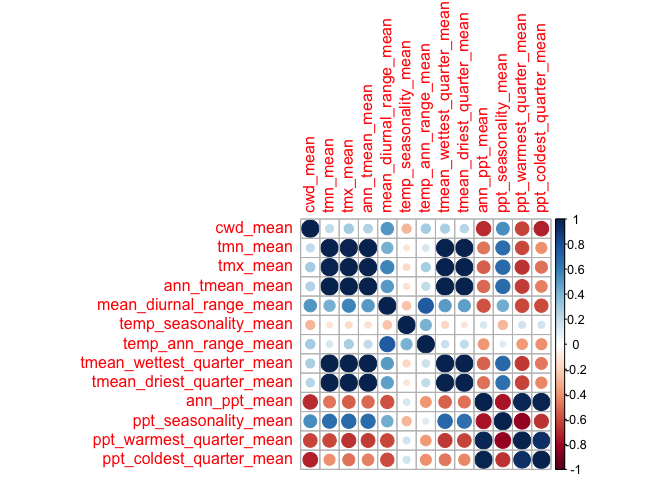 cwd_mean
tmn_mean
tmx_mean
ann_tmean_mean
mean_diurnal_range_mean
temp_seasonality_mean
temp_ann_range_mean
tmean_wettest_quarter_mean
tmean_driest_quarter_mean
ann_ppt_mean
ppt_seasonality_mean
ppt_warmest_quarter_mean
ppt_coldest_quarter_mean
cwd_mean
tmn_mean
tmx_mean
ann_tmean_mean
mean_diurnal_range_mean
temp_seasonality_mean
temp_ann_range_mean
tmean_wettest_quarter_mean
tmean_driest_quarter_mean
ann_ppt_mean
ppt_seasonality_mean
ppt_warmest_quarter_mean
ppt_coldest_quarter_mean
1
0.8
0.6
0.4
0.2
0
-0.2
-0.4
-0.6
-0.8
-1